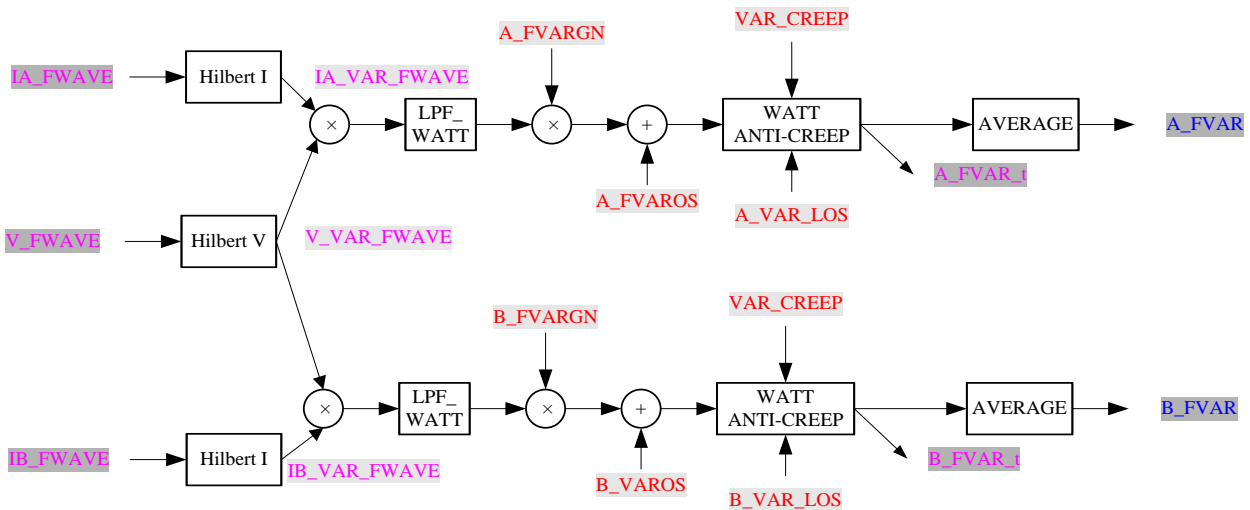 A_FVARGN
VAR_CREEP
IA_FWAVE
Hilbert I
IA_VAR_FWAVE
×
LPF_
WATT
×
+
WATT
ANTI-CREEP
AVERAGE
A_FVAR
A_FVAR_t
A_FVAROS
A_VAR_LOS
V_FWAVE
Hilbert V
V_VAR_FWAVE
B_FVARGN
VAR_CREEP
×
LPF_
WATT
×
+
WATT
ANTI-CREEP
AVERAGE
B_FVAR
IB_FWAVE
Hilbert I
IB_VAR_FWAVE
B_FVAR_t
B_VAROS
B_VAR_LOS